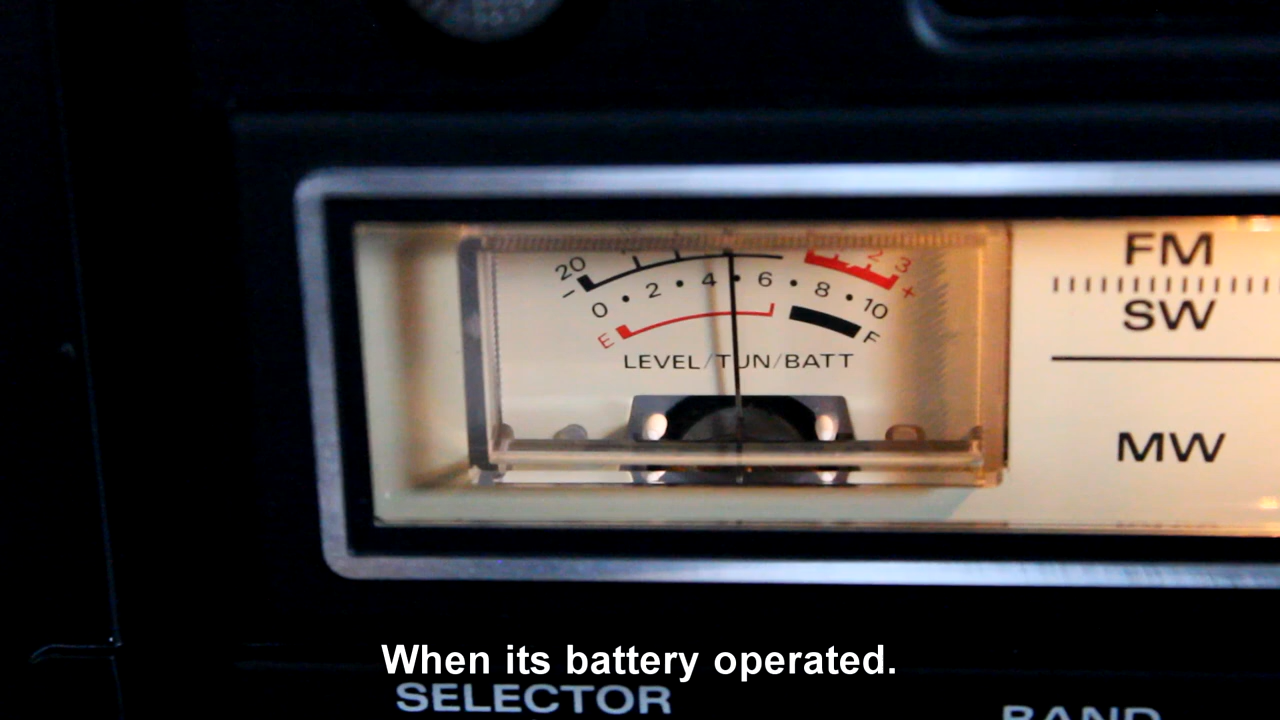 20 2 3
− +
0 • 2 • 4 • 6 • 8 • 10
E F
LEVEL/TUN/BATT
FM
SW
MW
When its battery operated.
SELECTOR
BAND